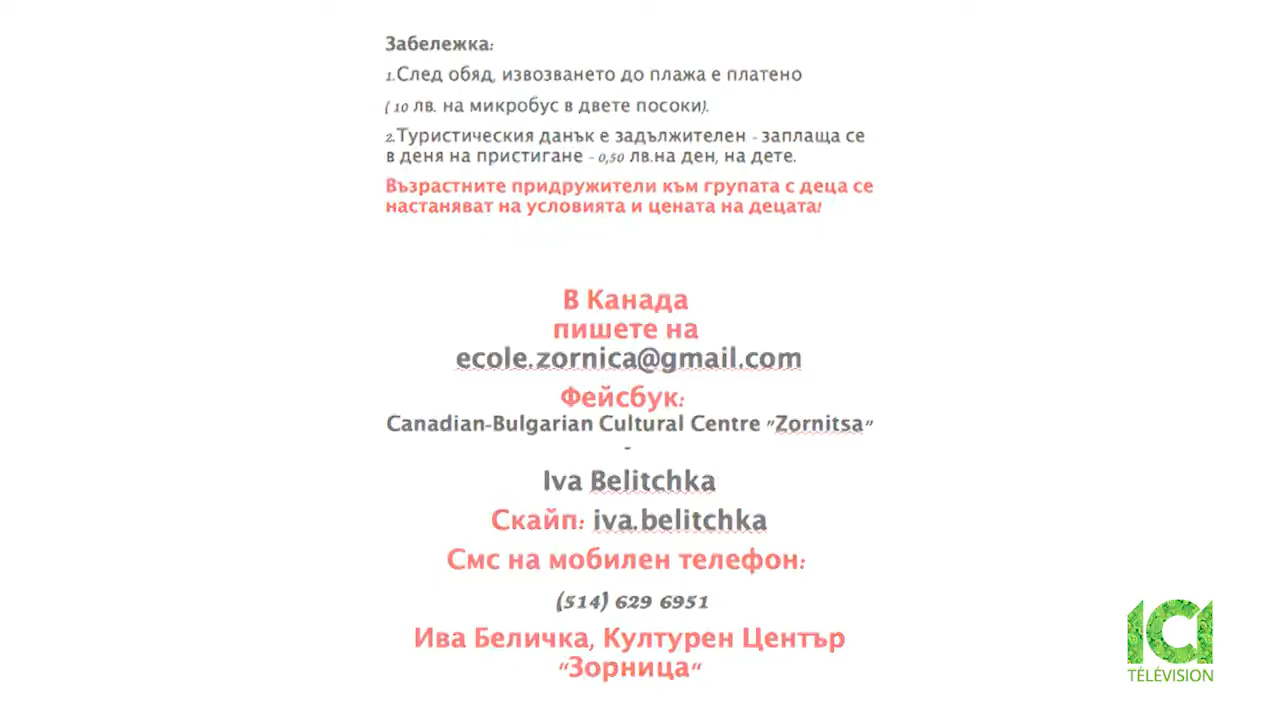 Забележка:
1.След обяд, извозването до плажа е платено
( 10 лв. на микробус в двете посоки).
2.Туристическия данък е задължителен - заплаща се
в деня на пристигане - 0,50 лв.на ден, на дете.
Възрастните придружители към групата с деца се
настаняват на условията и цената на децата!
В Канада
пишете на
ecole.zornica@gmail.com
Фейсбук:
Canadian-Bulgarian Cultural Centre "Zornitsa"
-
Iva Belitchka
Скайп: iva.belitchka
Смс на мобилен телефон:
(514) 629 6951
Ива Беличка, Културен Център
"Зорница"
ICI
TÉLÉVISION